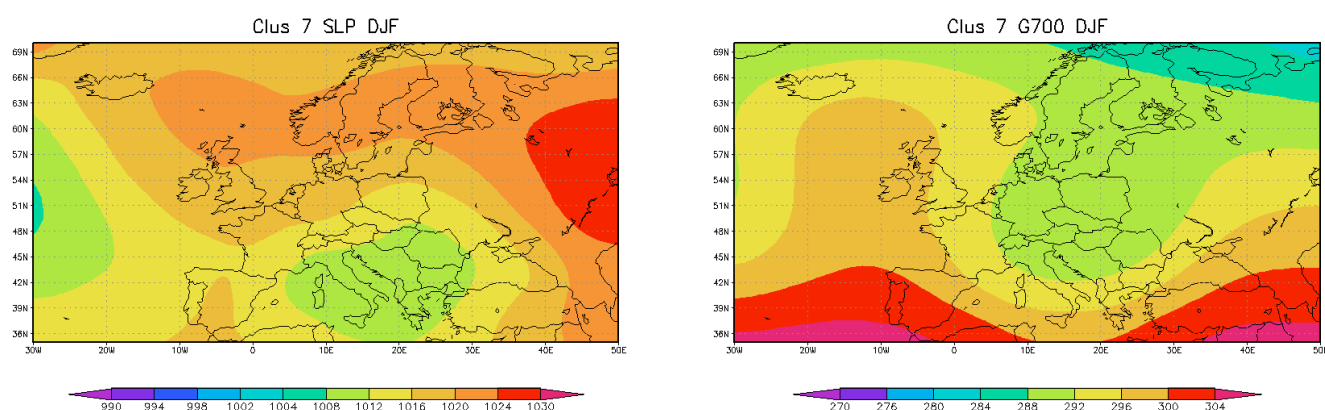 Clus 7 SLP DJF
69N
66N
63N
60N
57N
54N
51N
48N
45N
42N
39N
36N
30W 20W 10W 0 10E 20E 30E 40E 50E
990 994 998 1002 1004 1008 1012 1016 1020 1024 1030
Clus 7 G700 DJF
69N
66N
63N
60N
57N
54N
51N
48N
45N
42N
39N
36N
30W 20W 10W 0 10E 20E 30E 40E 50E
270 276 280 284 288 292 296 300 304